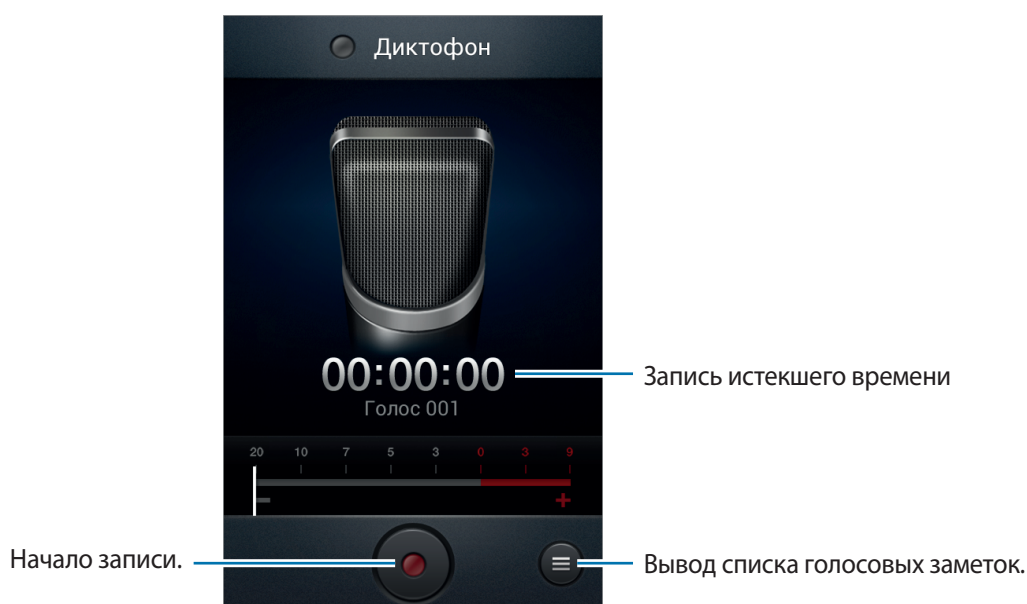 Диктофон
00:00:00
Запись истекшего времени
Голос 001
20 10 7 5 3 0 3 9
− +
Начало записи.
Вывод списка голосовых заметок.